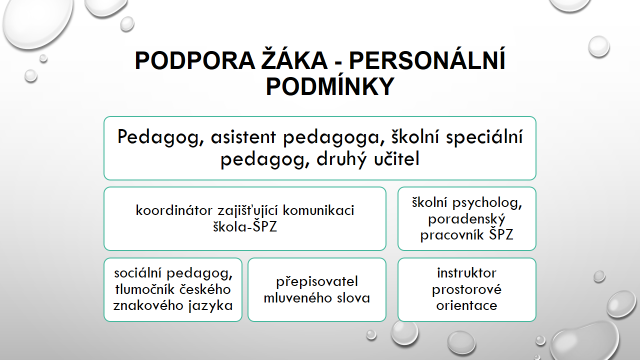 PODPORA ŽÁKA - PERSONÁLNÍ
PODMÍNKY
Pedagog, asistent pedagoga, školní speciální
pedagog, druhý učitel
koordinátor zajišťující komunikaci
škola-ŠPZ
školní psycholog,
poradenský
pracovník ŠPZ
sociální pedagog,
tlumočník českého
znakového jazyka
přepisovatel
mluveného slova
instruktor
prostorové
orientace